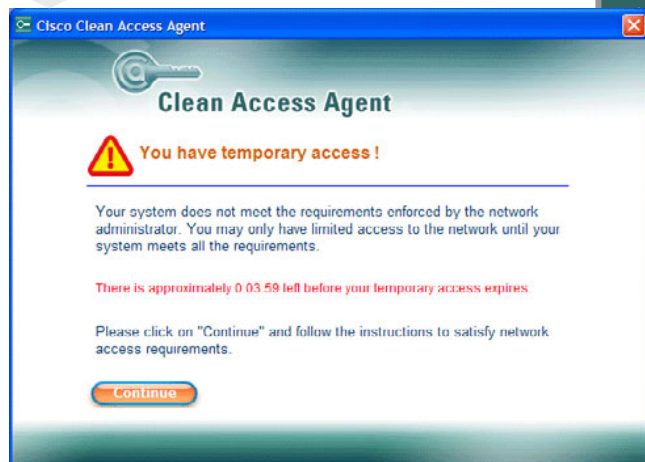 Cisco Clean Access Agent
Clean Access Agent
You have temporary access !
Your system does not meet the requirements enforced by the network
administrator. You may only have limited access to the network until your
system meets all the requirements.
There is approximately 0:03:59 left before your temporary access expires.
Please click on "Continue" and follow the instructions to satisfy network
access requirements.
Continue